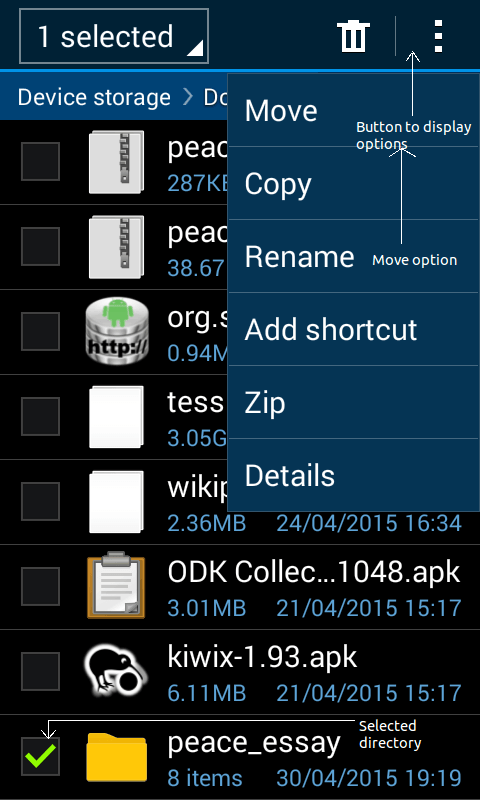 1 selected
Device storage > Do
Move
Button to display
options
peac
287KB
Copy
peac
38.67
Rename
Move option
org.s
0.94M
Add shortcut
http://
tess
3.05G
Zip
wikip
Details
2.36MB 24/04/2015 16:34
ODK Collec...1048.apk
3.01MB 21/04/2015 15:17
kiwix-1.93.apk
6.11MB 21/04/2015 15:17
Selected
directory
peace_essay
8 items 30/04/2015 19:19